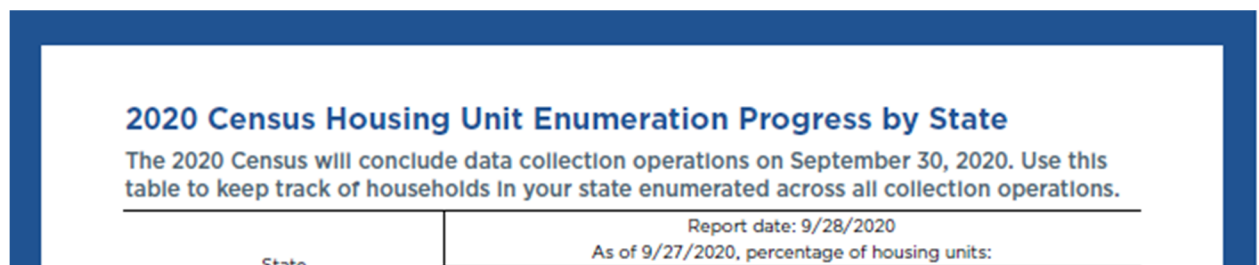 2020 Census Housing Unit Enumeration Progress by State
The 2020 Census will conclude data collection operations on September 30, 2020. Use this
table to keep track of households in your state enumerated across all collection operations.
Report date: 9/28/2020
As of 9/27/2020, percentage of housing units:
State